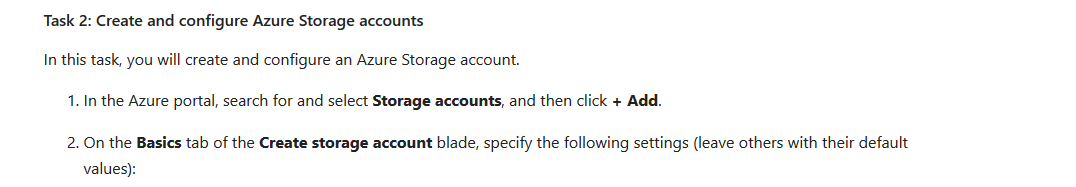 Task 2: Create and configure Azure Storage accounts
In this task, you will create and configure an Azure Storage account.
1. In the Azure portal, search for and select Storage accounts, and then click + Add.
2. On the Basics tab of the Create storage account blade, specify the following settings (leave others with their default
values):